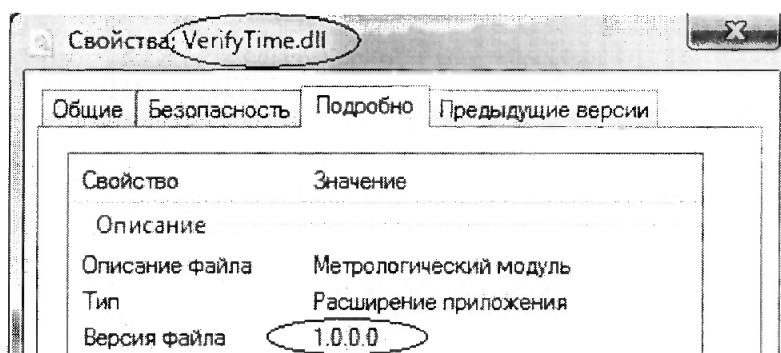 Свойства: VerifyTime.dll
Общие Безопасность Подробно Предыдущие версии
Свойство Значение
Описание
Описание файла Метрологический модуль
Тип Расширение приложения
Версия файла 1.0.0.0